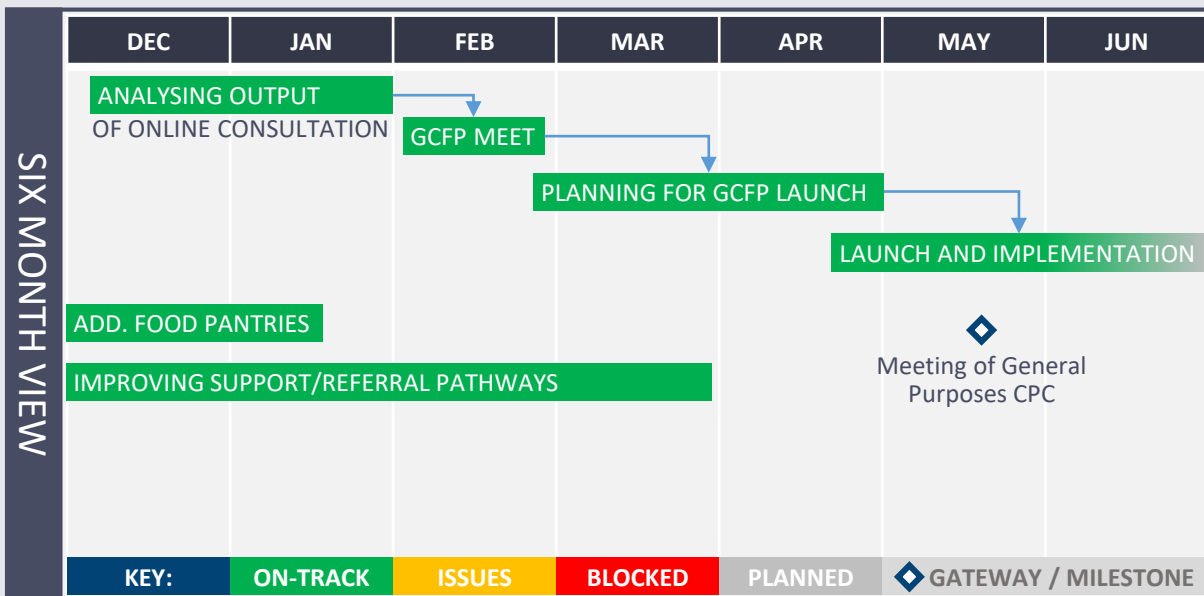 SIX MONTH VIEW
DEC JAN FEB MAR APR MAY JUN
ANALYSING OUTPUT
OF ONLINE CONSULTATION
GCFP MEET
PLANNING FOR GCFP LAUNCH
LAUNCH AND IMPLEMENTATION
ADD. FOOD PANTRIES
Meeting of General
Purposes CPC
IMPROVING SUPPORT/REFERRAL PATHWAYS
KEY: ON-TRACK ISSUES BLOCKED PLANNED GATEWAY / MILESTONE